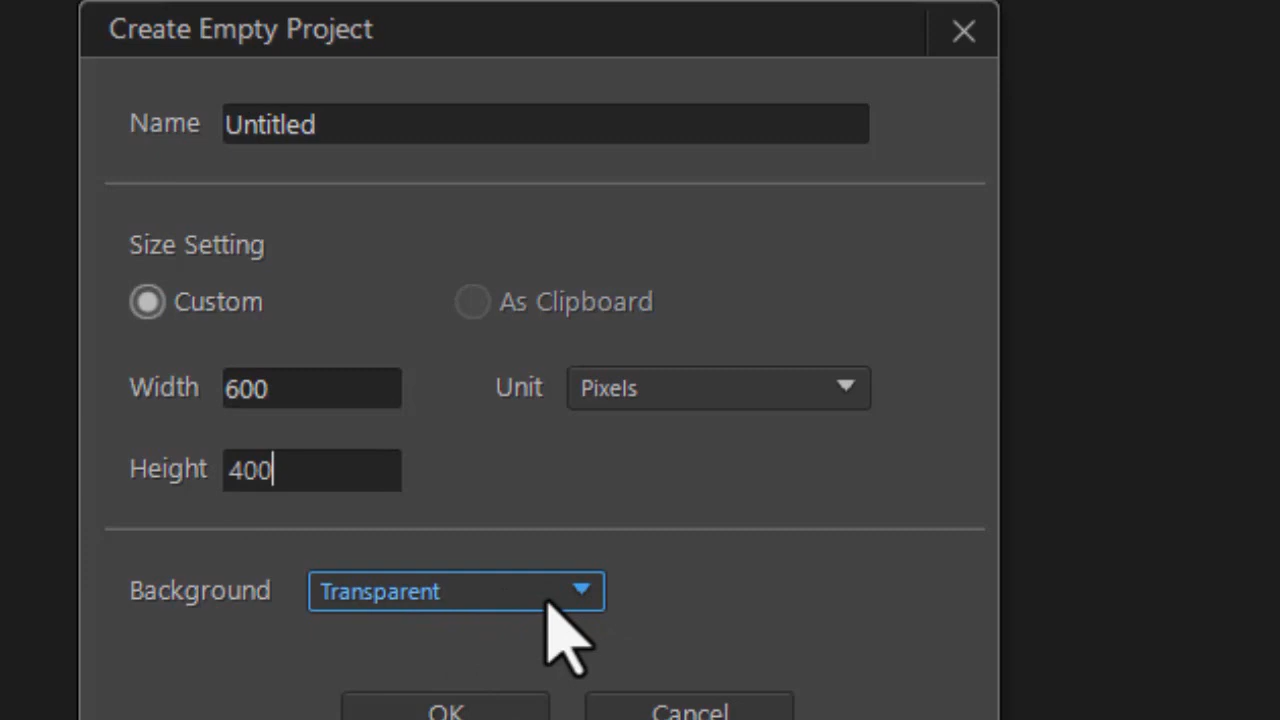 Create Empty Project
Name Untitled
Size Setting
Custom As Clipboard
Width 600 Unit Pixels
Height 400
Background Transparent
OK Cancel